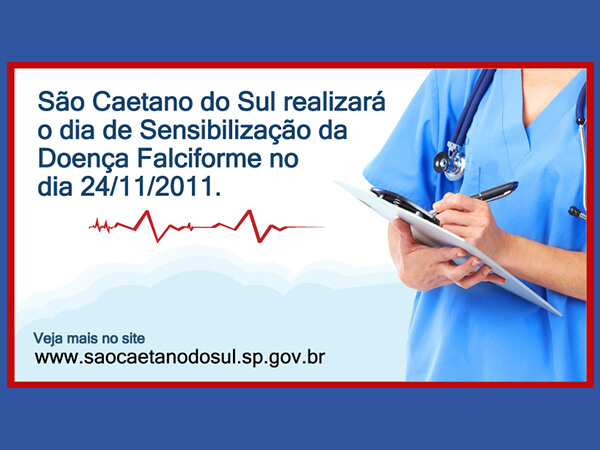 São Caetano do Sul realizará
o dia de Sensibilização da
Doença Falciforme no
dia 24/11/2011.
Veja mais no site
www.saocaetanodosul.sp.gov.br